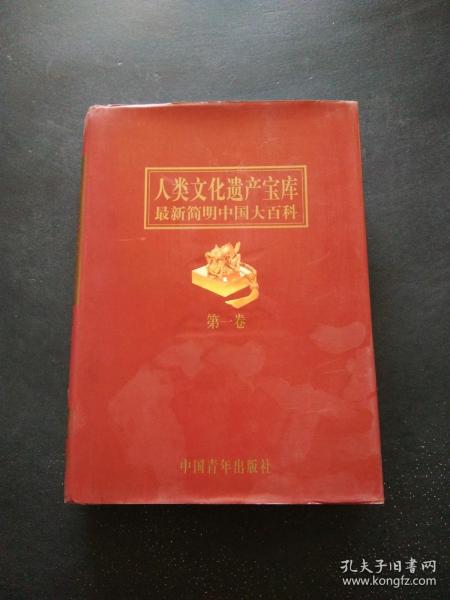 人类文化遗产宝库
最新简明中国大百科
第一卷
中国青年出版社
孔夫子旧书网
www.kongfz.com